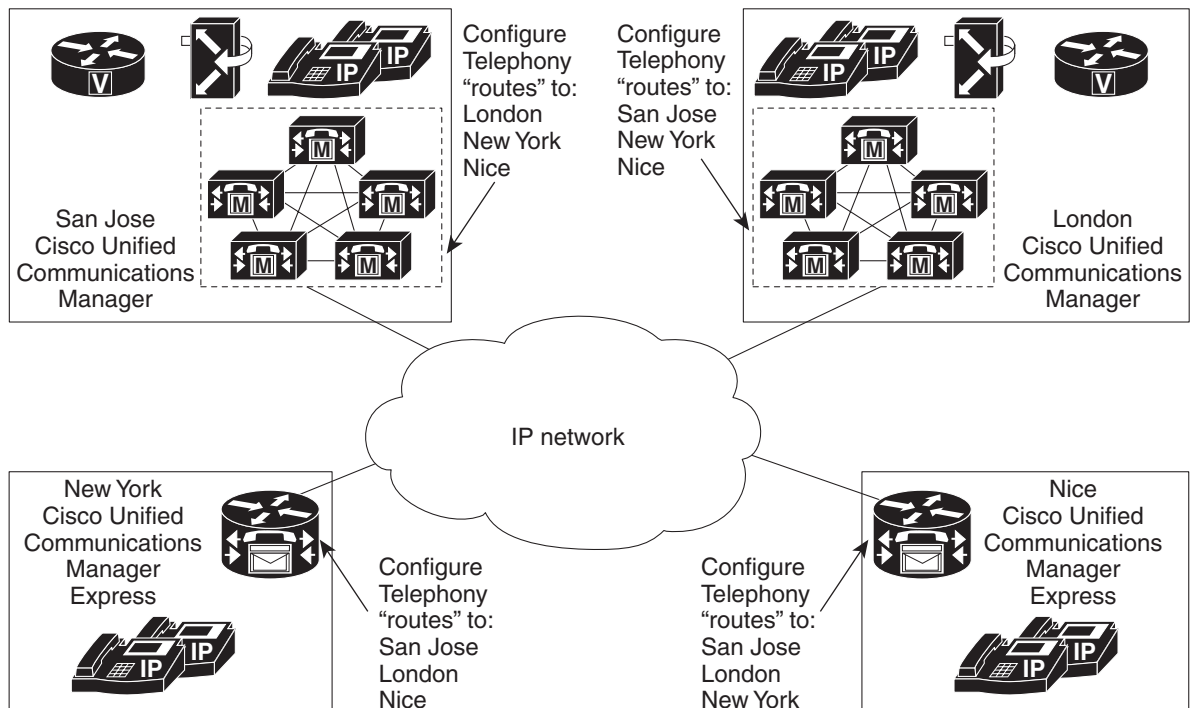 V
IP
IP
Configure
Telephony
“routes” to:
London
New York
Nice
M
M
M
M
M
San Jose
Cisco Unified
Communications
Manager
Configure
Telephony
“routes” to:
San Jose
New York
Nice
IP
IP
V
M
M
M
M
M
London
Cisco Unified
Communications
Manager
IP network
New York
Cisco Unified
Communications
Manager
Express
IP
IP
Configure
Telephony
“routes” to:
San Jose
London
Nice
Configure
Telephony
“routes” to:
San Jose
London
New York
Nice
Cisco Unified
Communications
Manager
Express
IP
IP